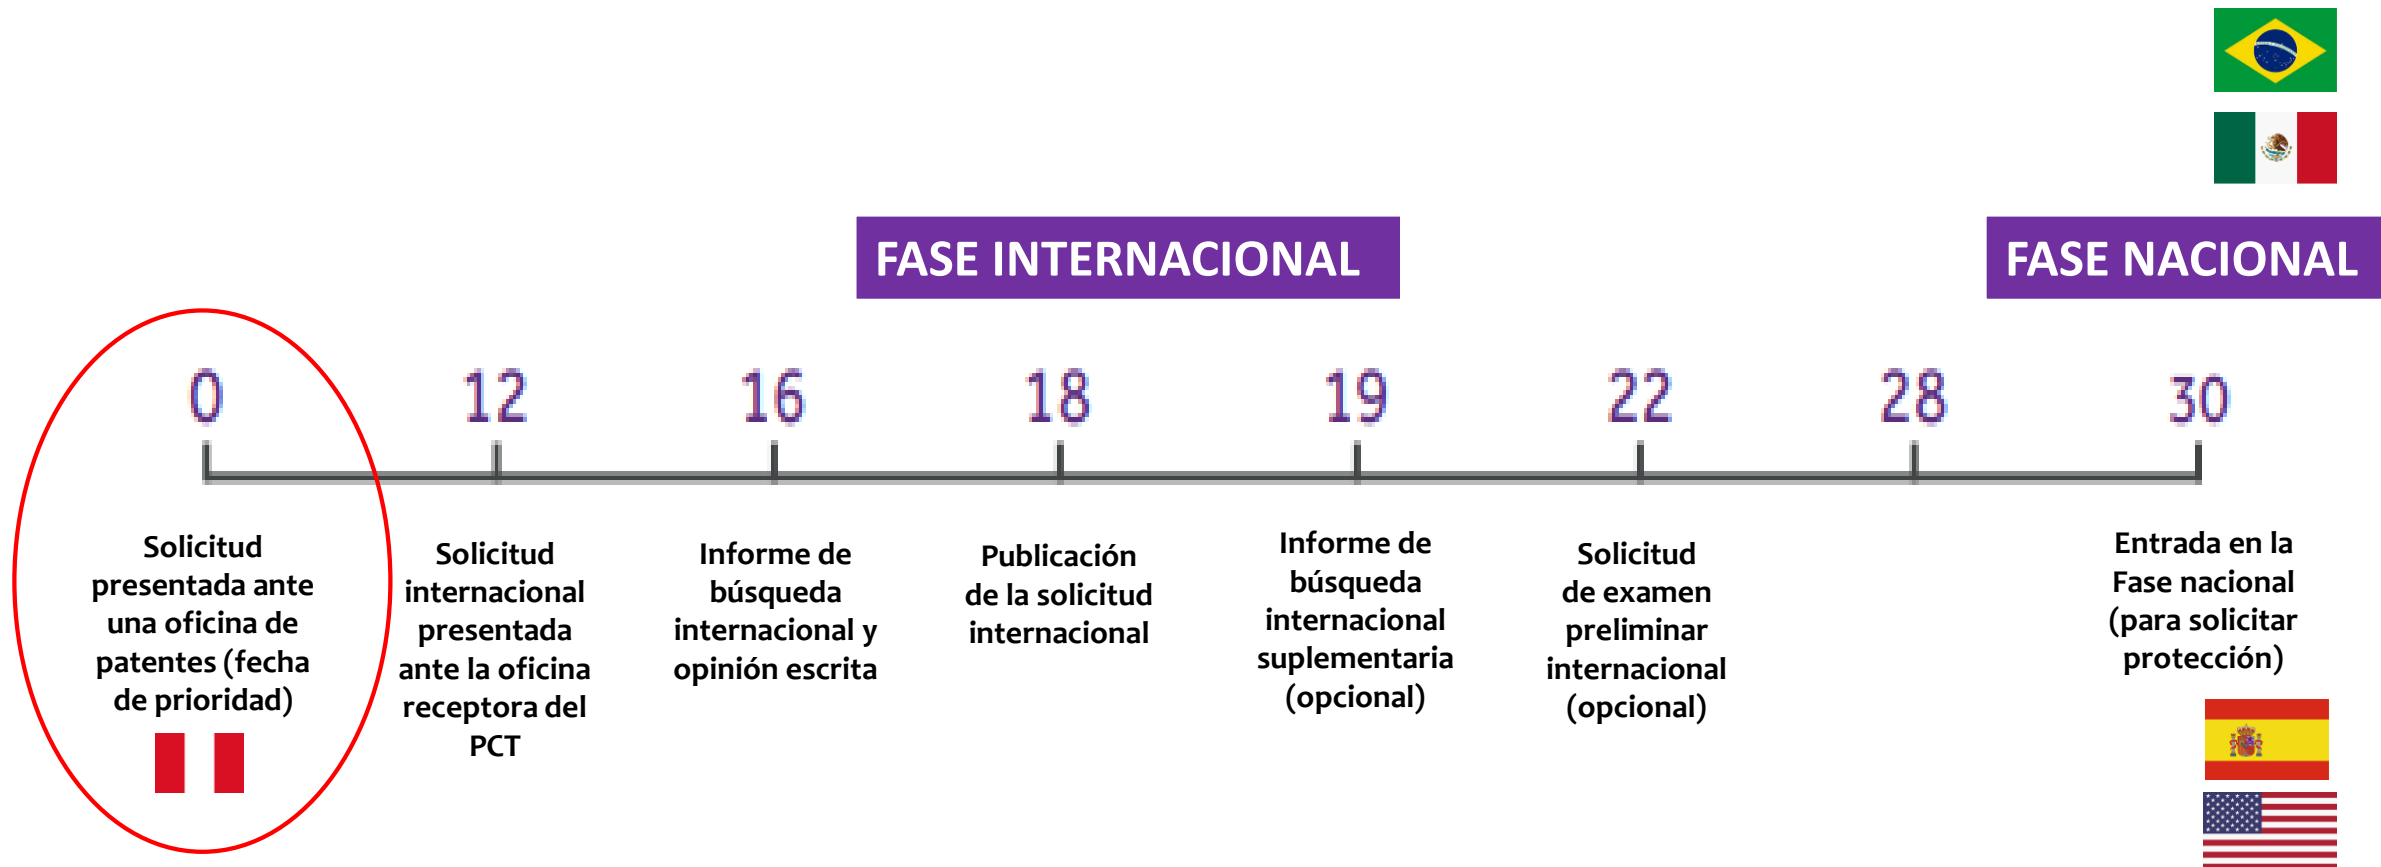 FASE INTERNACIONAL
FASE NACIONAL
0
12
16
18
19
22
28
30
Solicitud
presentada ante
una oficina de
patentes (fecha
de prioridad)
Solicitud
internacional
presentada
ante la oficina
receptora del
PCT
Informe de
búsqueda
internacional y
opinión escrita
Publicación
de la solicitud
internacional
Informe de
búsqueda
internacional
suplementaria
(opcional)
Solicitud
de examen
preliminar
internacional
(opcional)
Entrada en la
Fase nacional
(para solicitar
protección)